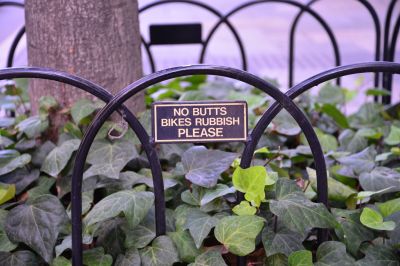 NO BUTTS
BIKES RUBBISH
PLEASE